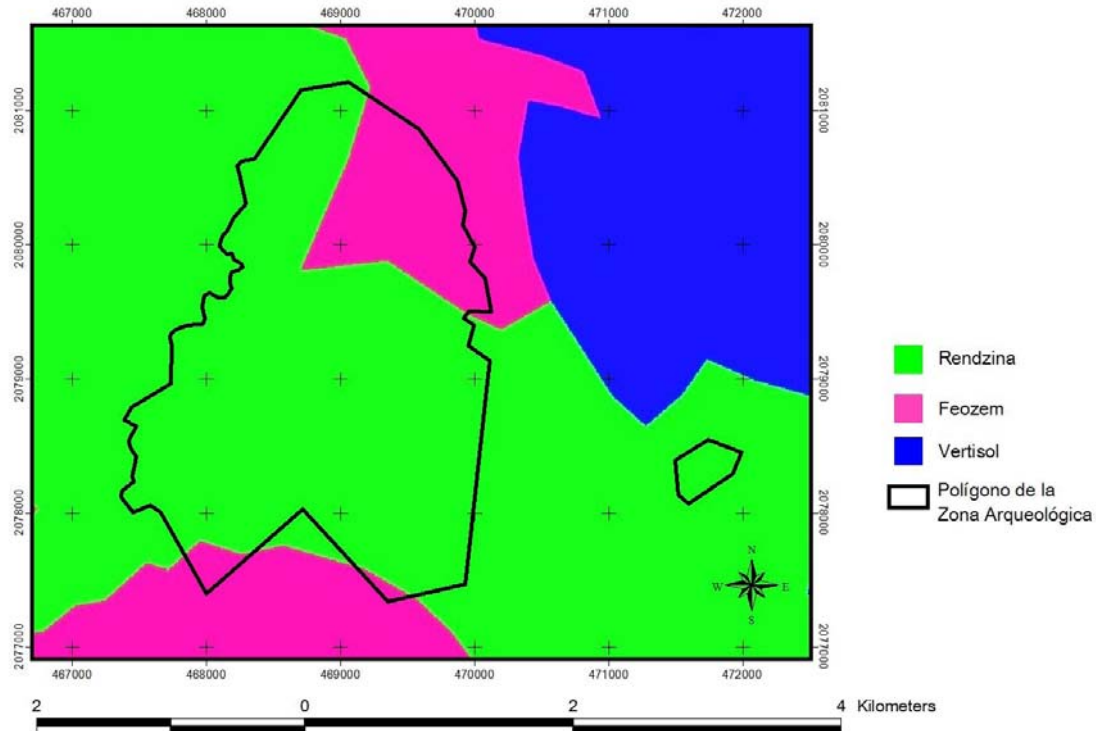 467000 468000 469000 470000 471000 472000
2081000 2081000
2080000 2080000
2079000 2079000
2078000 2078000
2077000 2077000
Rendzina
Feozem
Vertisol
Polígono de la
Zona Arqueológica
N
W E
S
467000 468000 469000 470000 471000 472000
2 0 2 4 Kilometers